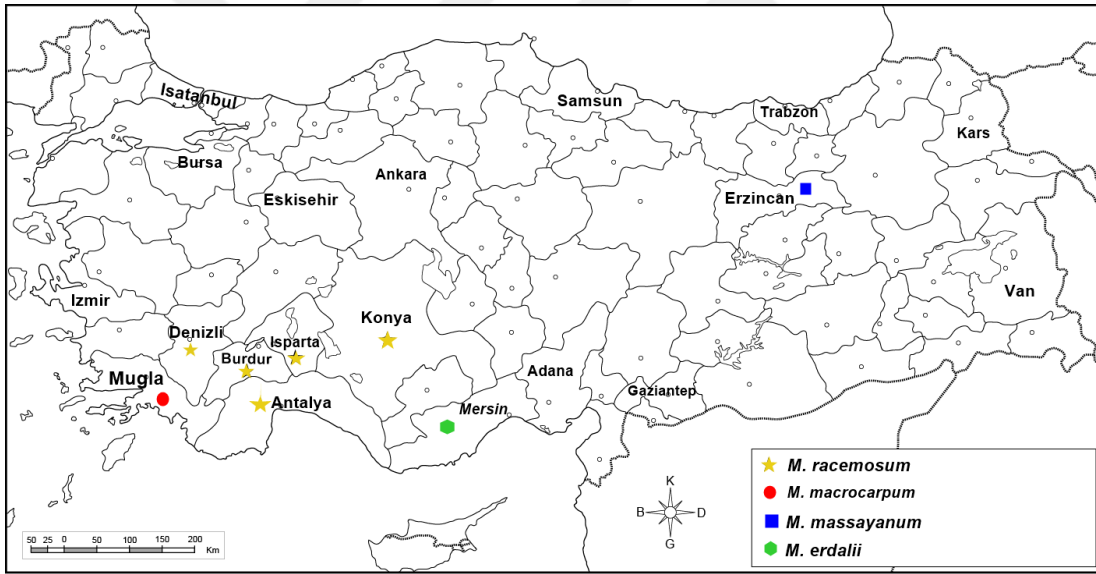 Isatanbul
Samsun
Trabzon
Kars
Bursa
Ankara
Eskisehir
Erzincan
Van
Izmir
Konya
Denizli
Isparta
Burdur
Adana
Mugla
Gaziantep
Antalya
Mersin
M. racemosum
M. macrocarpum
M. massayanum
M. erdalii
K
B D
G
50 25 0 50 100 150 200
Km